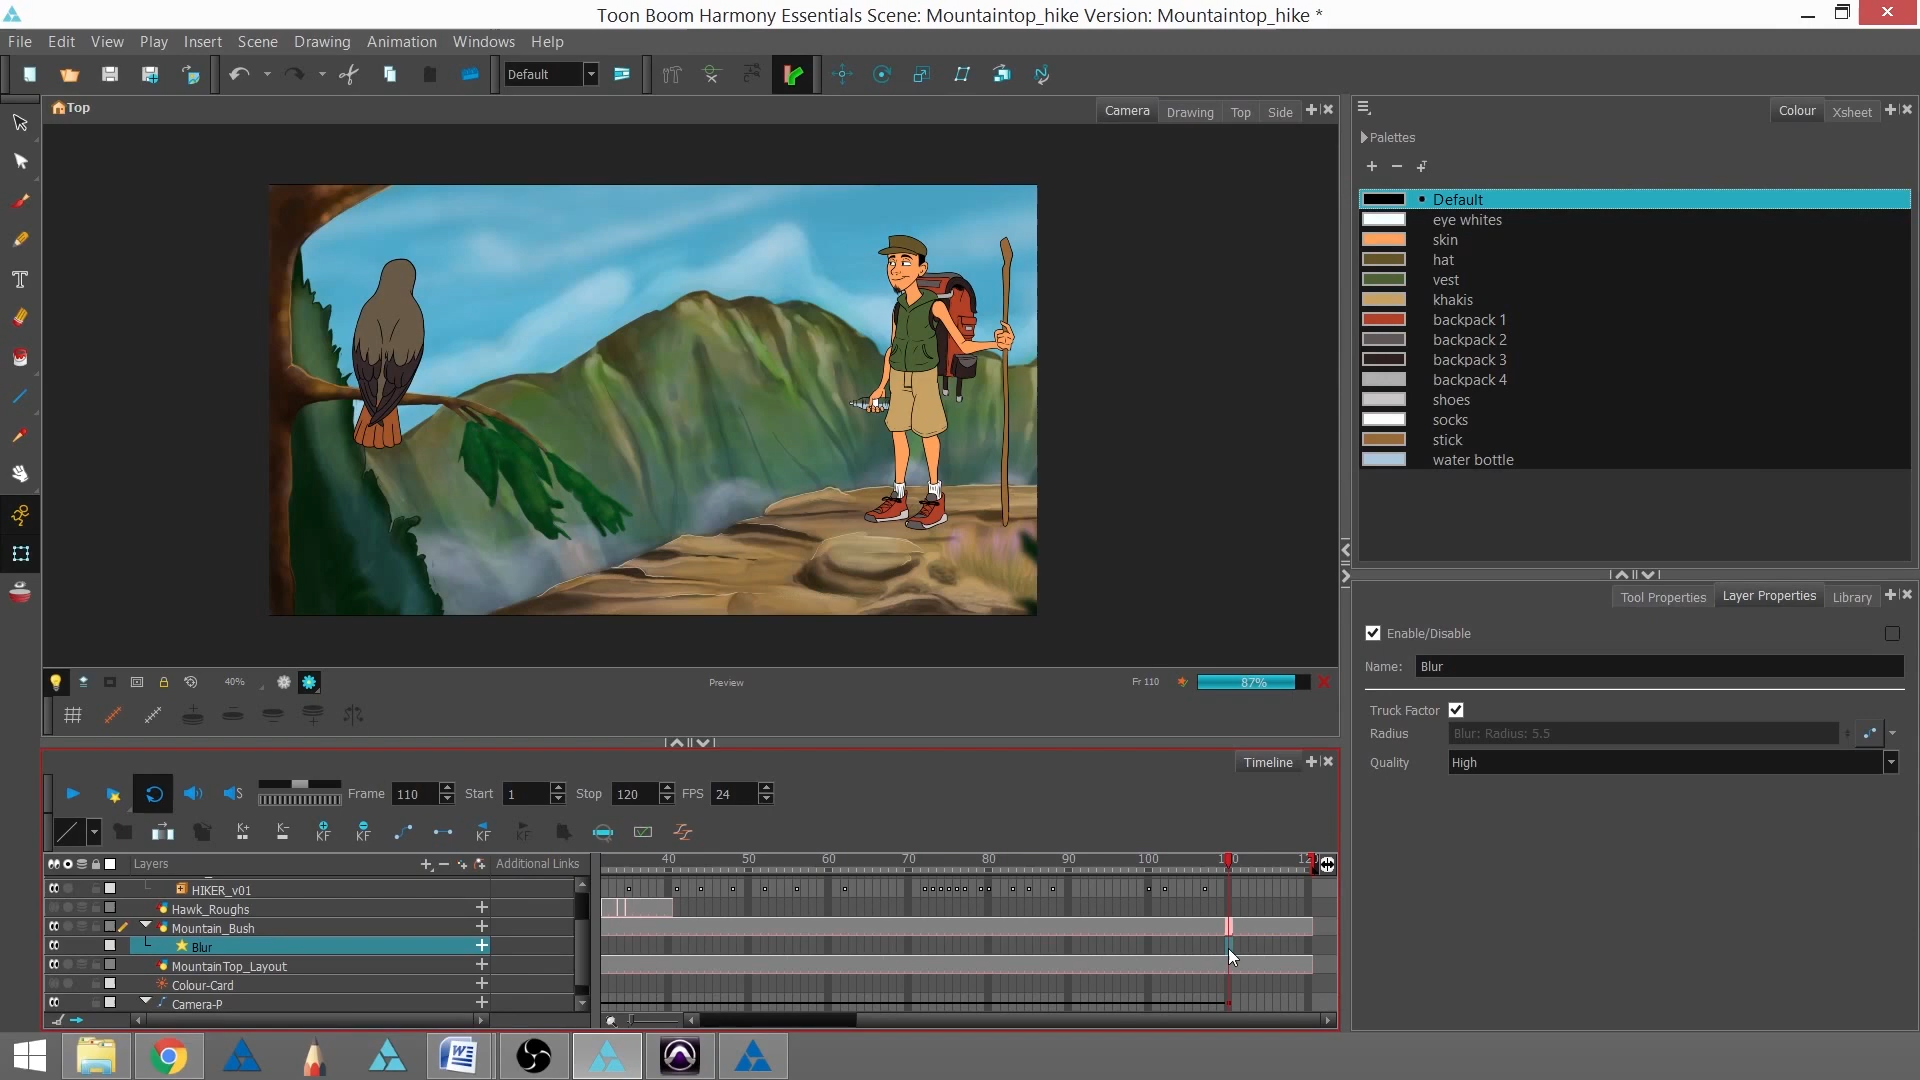 Toon Boom Harmony Essentials Scene: Mountaintop_hike Version: Mountaintop_hike *
File Edit View Play Insert Scene Drawing Animation Windows Help
Default
Top
Camera Drawing Top Side
Colour Xsheet
Palettes
Default
eye whites
skin
hat
vest
khakis
backpack 1
backpack 2
backpack 3
backpack 4
shoes
socks
stick
water bottle
40% Preview Fr 110 87%
Tool Properties Layer Properties Library
Enable/Disable
Name: Blur
Truck Factor
Radius Blur: Radius: 5.5
Quality High
Timeline
Frame 110 Start 1 Stop 120 FPS 24
K+ K- KF KF KF KF
Layers Additional Links 40 50 60 70 80 90 100
HIKER_v01
Hawk_Roughs
Mountain_Bush
Blur
MountainTop_Layout
Colour-Card
Camera-P